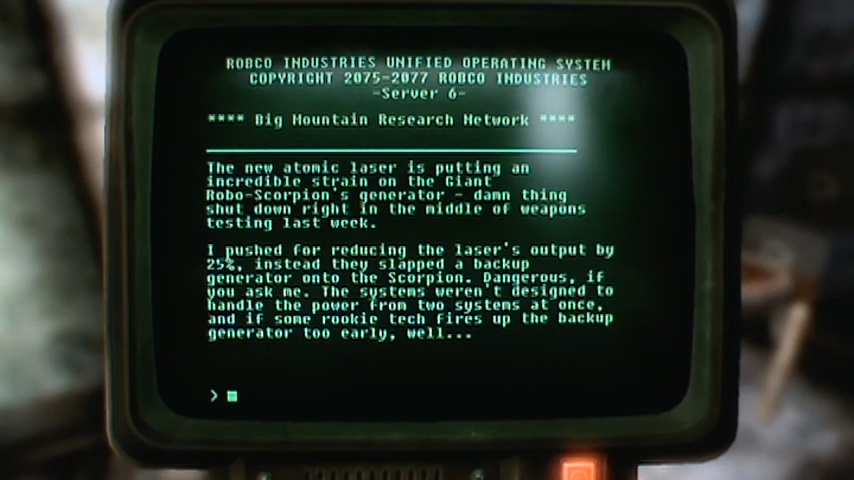 ROBCO INDUSTRIES UNIFIED OPERATING SYSTEM
COPYRIGHT 2075-2077 ROBCO INDUSTRIES
-Server 6-
**** Big Mountain Research Network ****
The new atomic laser is putting an
incredible strain on the Giant
Robo-Scorpion's generator - damn thing
shut down right in the middle of weapons
testing last week.
I pushed for reducing the laser's output by
25%, instead they slapped a backup
generator onto the Scorpion. Dangerous, if
you ask me. The systems weren't designed to
handle the power from two systems at once,
and if some rookie tech fires up the backup
generator too early, well...
>